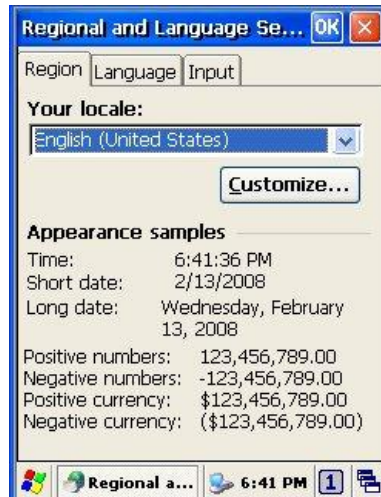 Regional and Language Se... OK
Region Language Input
Your locale:
English (United States)
Customize...
Appearance samples
Time: 6:41:36 PM
Short date: 2/13/2008
Long date: Wednesday, February
13, 2008
Positive numbers: 123,456,789.00
Negative numbers: -123,456,789.00
Positive currency: $123,456,789.00
Negative currency: ($123,456,789.00)
Regional a... 6:41 PM 1